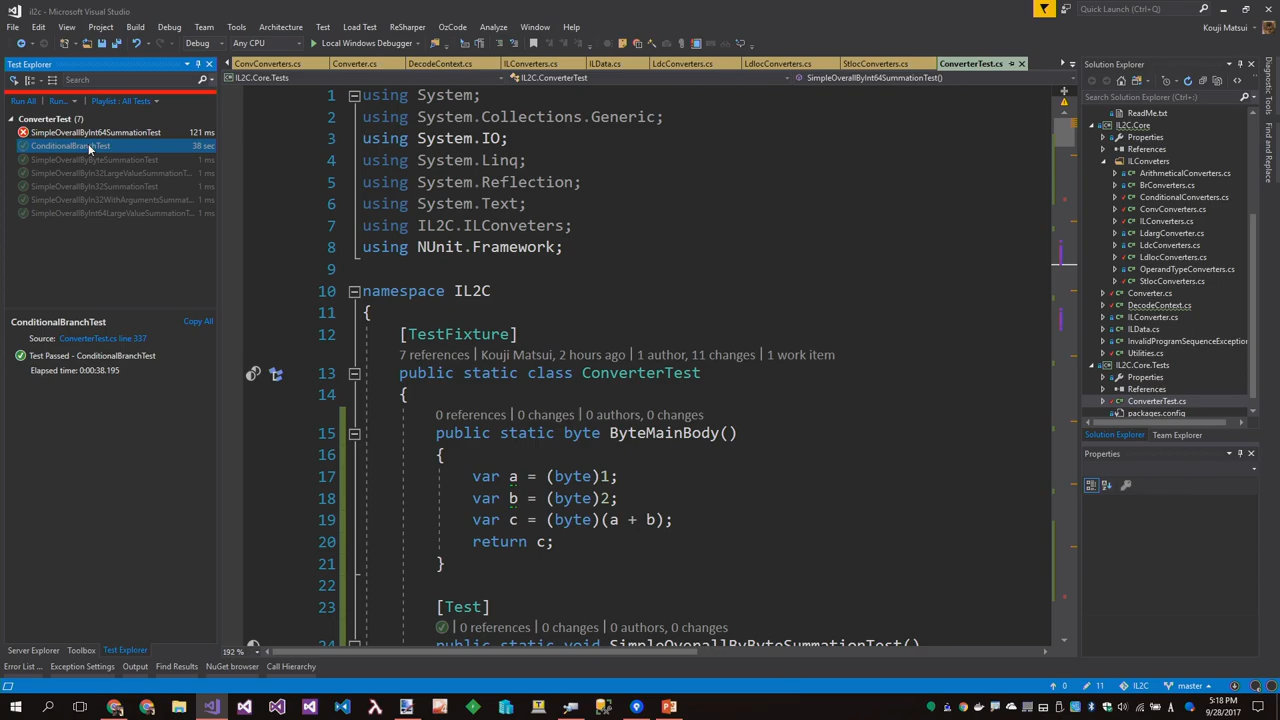 il2c - Microsoft Visual Studio
Quick Launch (Ctrl+Q)
File Edit View Project Build Debug Team Tools Architecture Test Load Test ReSharper OzCode Analyze Window Help
Kouji Matsui
Debug Any CPU Local Windows Debugger
Test Explorer
Search
Run All Run... Playlist : All Tests
ConverterTest (7)
SimpleOverallByInt64SummationTest 121 ms
ConditionalBranchTest 38 sec
SimpleOverallByByteSummationTest 1 ms
SimpleOverallByIn32LargeValueSummationT... 1 ms
SimpleOverallByIn32SummationTest 1 ms
SimpleOverallByIn32WithArgumentsSummat... 1 ms
SimpleOverallByInt64LargeValueSummationT... 1 ms
ConditionalBranchTest Copy All
Source: ConverterTest.cs line 337
Test Passed - ConditionalBranchTest
Elapsed time: 0:00:38.195
Server Explorer Toolbox Test Explorer
ConvConverters.cs Converter.cs DecodeContext.cs ILConverters.cs ILData.cs LdcConverters.cs LdlocConverters.cs StlocConverters.cs ConverterTest.cs
IL2C.Core.Tests IL2C.ConverterTest SimpleOverallByInt64SummationTest()
1 using System;
2 using System.Collections.Generic;
3 using System.IO;
4 using System.Linq;
5 using System.Reflection;
6 using System.Text;
7 using IL2C.ILConveters;
8 using NUnit.Framework;
9
10 namespace IL2C
11 {
12 [TestFixture]
7 references | Kouji Matsui, 2 hours ago | 1 author, 11 changes | 1 work item
13 public static class ConverterTest
14 {
0 references | 0 changes | 0 authors, 0 changes
15 public static byte ByteMainBody()
16 {
17 var a = (byte)1;
18 var b = (byte)2;
19 var c = (byte)(a + b);
20 return c;
21 }
22
23 [Test]
0 references | 0 changes | 0 authors, 0 changes
24 public static void SimpleOverallByByteSummationTest()
192 %
Solution Explorer
Search Solution Explorer (Ctrl+;)
ReadMe.txt
IL2C.Core
Properties
References
ILConveters
ArithmeticalConverters.cs
BrConverters.cs
ConditionalConverters.cs
ConvConverters.cs
ILConverters.cs
LdargConverters.cs
LdcConverters.cs
LdlocConverters.cs
OperandTypeConverters.cs
StlocConverters.cs
Converter.cs
DecodeContext.cs
ILConverter.cs
ILData.cs
InvalidProgramSequenceException
Utilities.cs
IL2C.Core.Tests
Properties
References
ConverterTest.cs
packages.config
Solution Explorer Team Explorer
Properties
Diagnostic Tools
Find and Replace
Error List ... Exception Settings Output Find Results NuGet browser Call Hierarchy
0 11 IL2C master
5:18 PM
9/28/2017